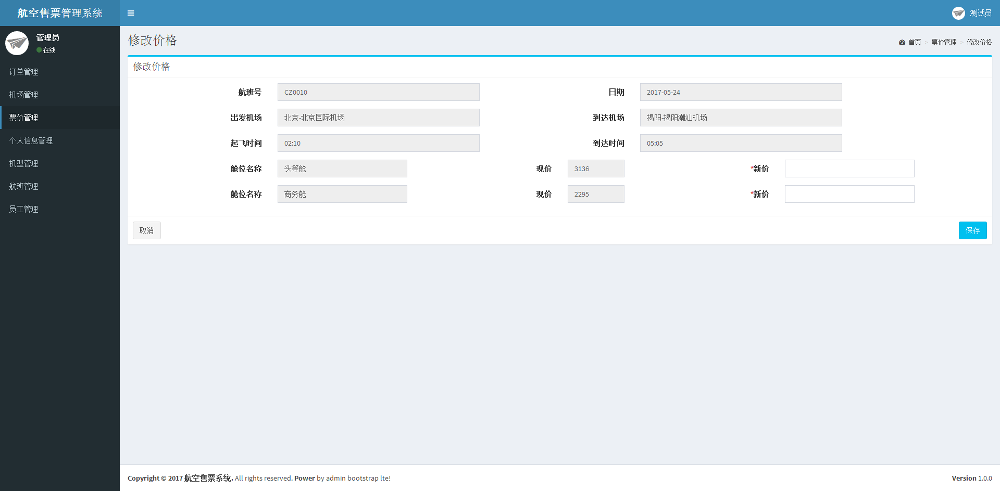 航空售票管理系统
测试员
管理员
在线
订单管理
机场管理
票价管理
个人信息管理
机型管理
航班管理
员工管理
修改价格
首页 > 票价管理 > 修改价格
修改价格
航班号 CZ0010 日期 2017-05-24
出发机场 北京-北京国际机场 到达机场 揭阳-揭阳潮汕机场
起飞时间 02:10 到达时间 05:05
舱位名称 头等舱 现价 3136 *新价
舱位名称 商务舱 现价 2295 *新价
取消 保存
Copyright © 2017 航空售票系统. All rights reserved. Power by admin bootstrap lte! Version 1.0.0